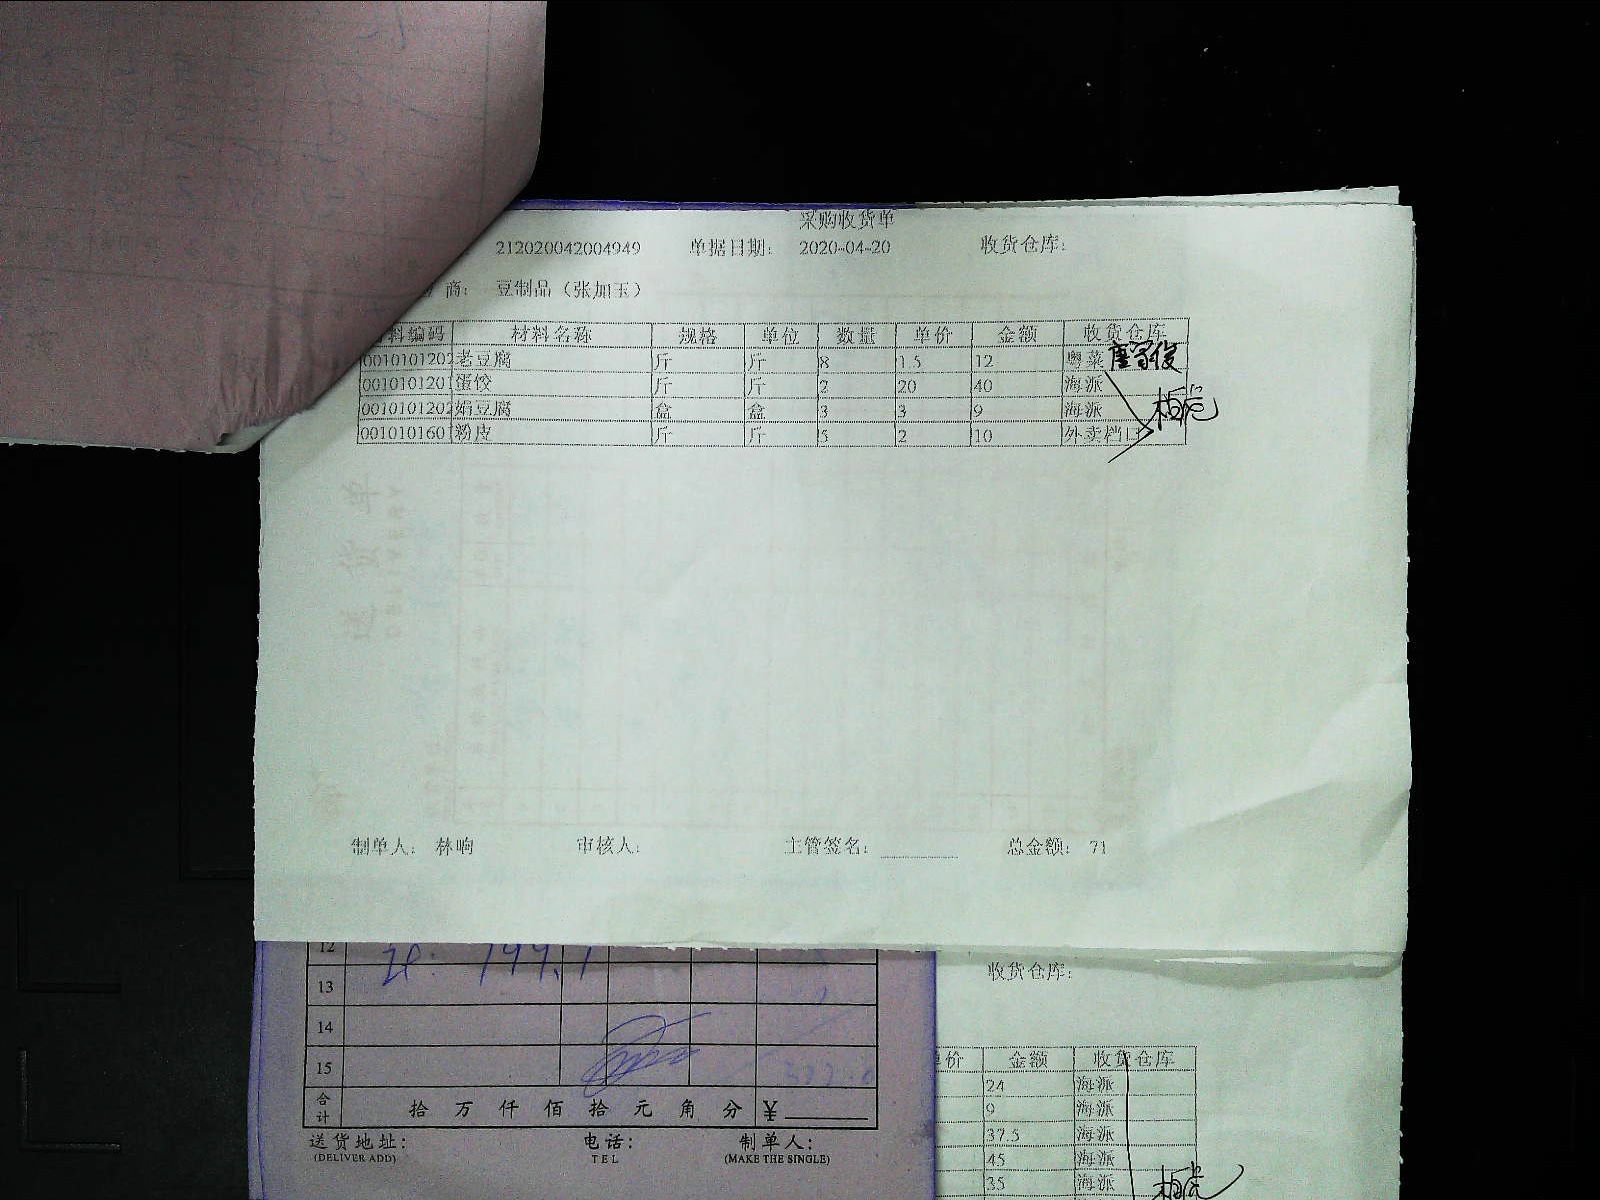 采购收货单
212020042004949 单据日期： 2020-04-20 收货仓库：
商： 豆制品（张加玉）
料编码 材料名称 规格 单位 数量 单价 金额 收货仓库
0010101202 老豆腐 斤 斤 8 1.5 12 粤菜
0010101201 蛋饺 斤 斤 2 20 40 海派
0010101202 娟豆腐 盒 盒 3 3 9 海派
0010101601 粉皮 斤 斤 5 2 10 外卖档口
制单人： 林响 审核人： 主管签名： 总金额： 71
12
13
14
15
合计 拾 万 仟 佰 拾 元 角 分 ¥
送货地址： 电话： 制单人：
(DELIVER ADD) TEL (MAKE THE SINGLE)
收货仓库：
单价 金额 收货仓库
24 海派
9 海派
37.5 海派
45 海派
35 海派